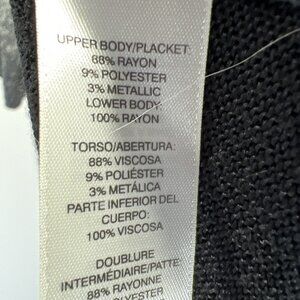 UPPER BODY/PLACKET:
88% RAYON
9% POLYESTER
3% METALLIC
LOWER BODY:
100% RAYON
TORSO/ABERTURA:
88% VISCOSA
9% POLIÉSTER
3% METÁLICA
PARTE INFERIOR DEL
CUERPO:
100% VISCOSA
DOUBLURE
INTERMÉDIAIRE/PATTE:
88% RAYONNE
POLYESTER